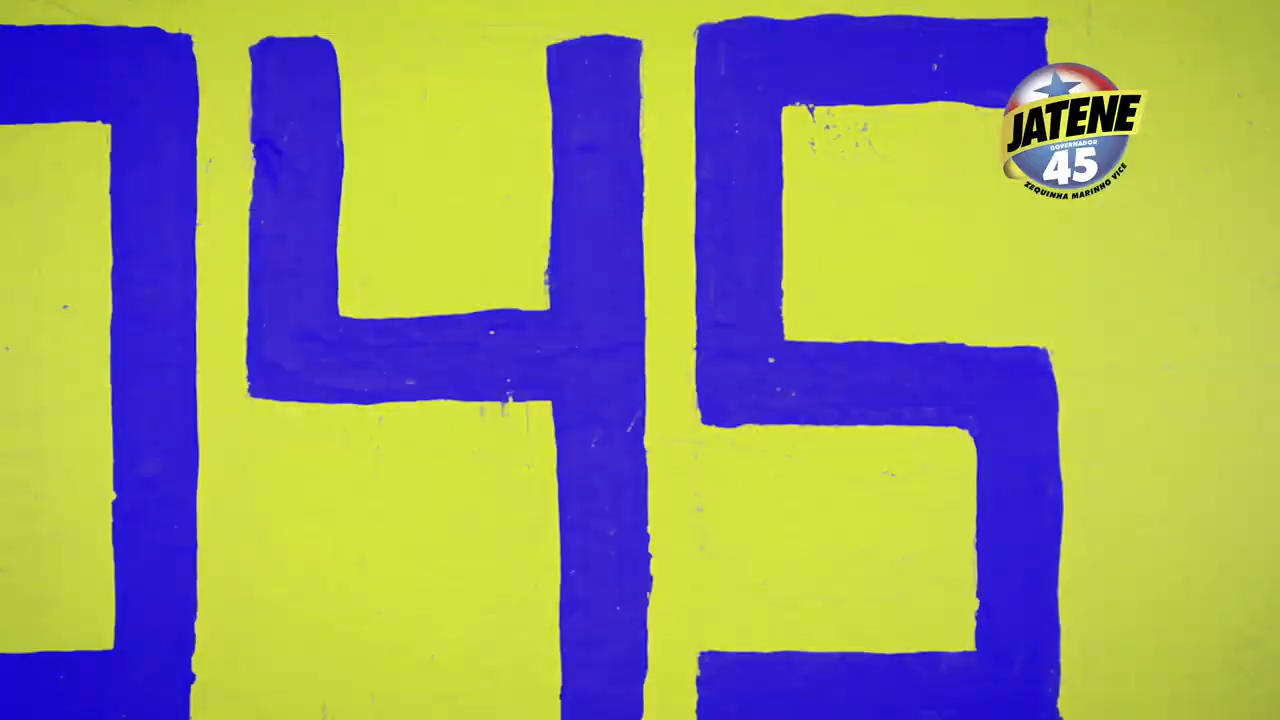 45
JATENE
GOVERNADOR
45
ZEQUINHA MARINHO VICE